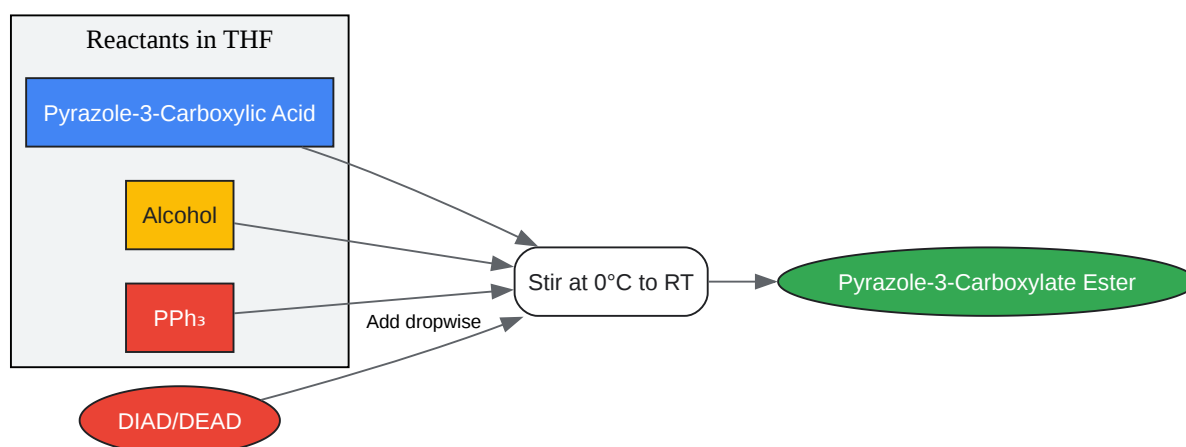 Reactants in THF
Pyrazole-3-Carboxylic Acid
Alcohol
PPh₃
DIAD/DEAD
Add dropwise
Stir at 0°C to RT
Pyrazole-3-Carboxylate Ester